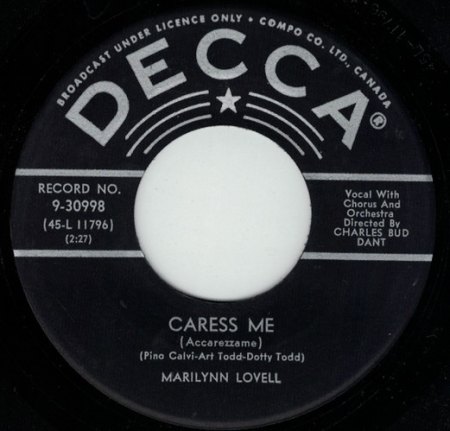 BROADCAST UNDER LICENCE ONLY • COMPO CO. LTD., CANADA
DECCA®
RECORD NO.
9-30998
(45-L 11796)
(2:27)
Vocal With
Chorus And
Orchestra
Directed By
CHARLES BUD
DANT
CARESS ME
(Accarezzame)
(Pino Calvi-Art Todd-Dotty Todd)
MARILYNN LOVELL